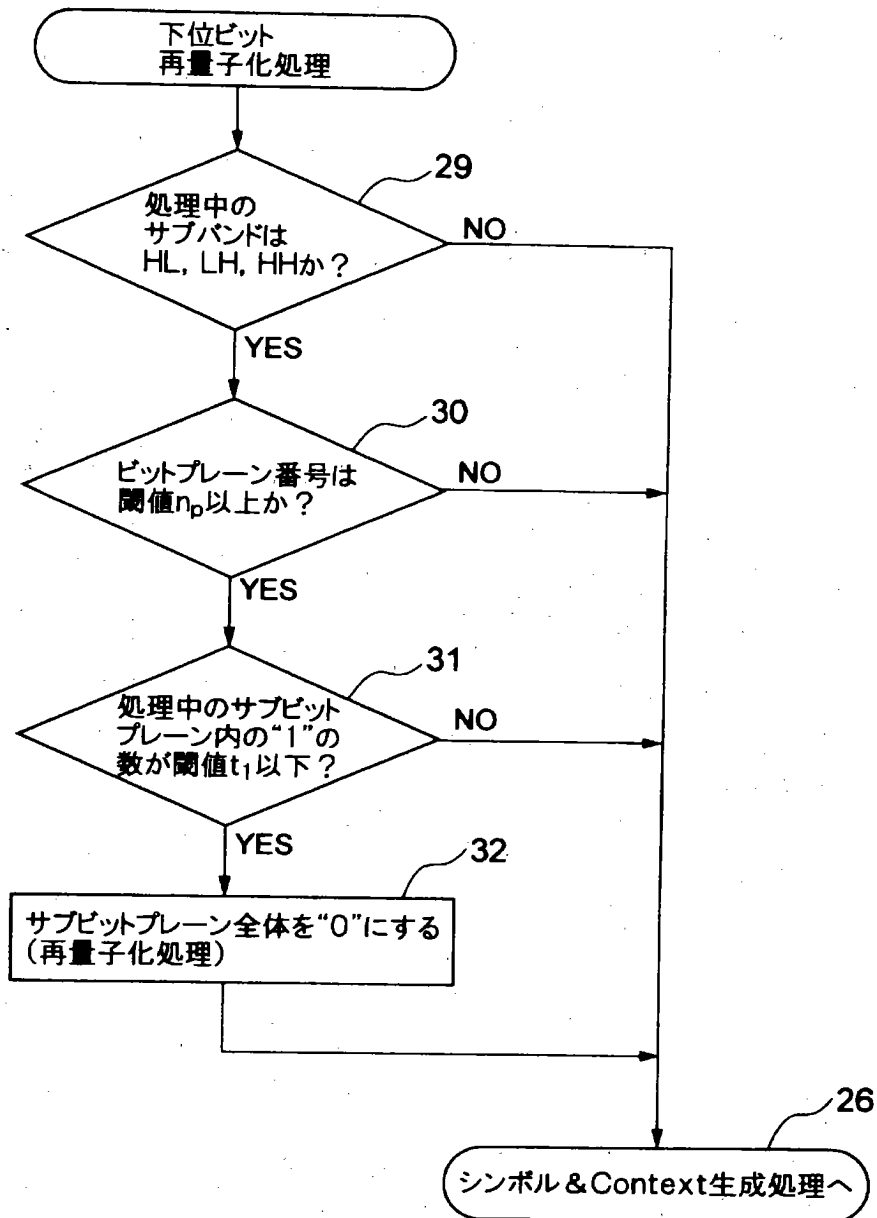 下位ビット
再量子化処理
29
処理中の
サブバンドは
HL, LH, HHか？
NO
YES
30
ビットプレーン番号は
閾値np以上か？
NO
YES
31
処理中のサブビット
プレーン内の“1”の
数が閾値t1以下？
NO
YES
32
サブビットプレーン全体を“0”にする
（再量子化処理）
26
シンボル＆Context生成処理へ